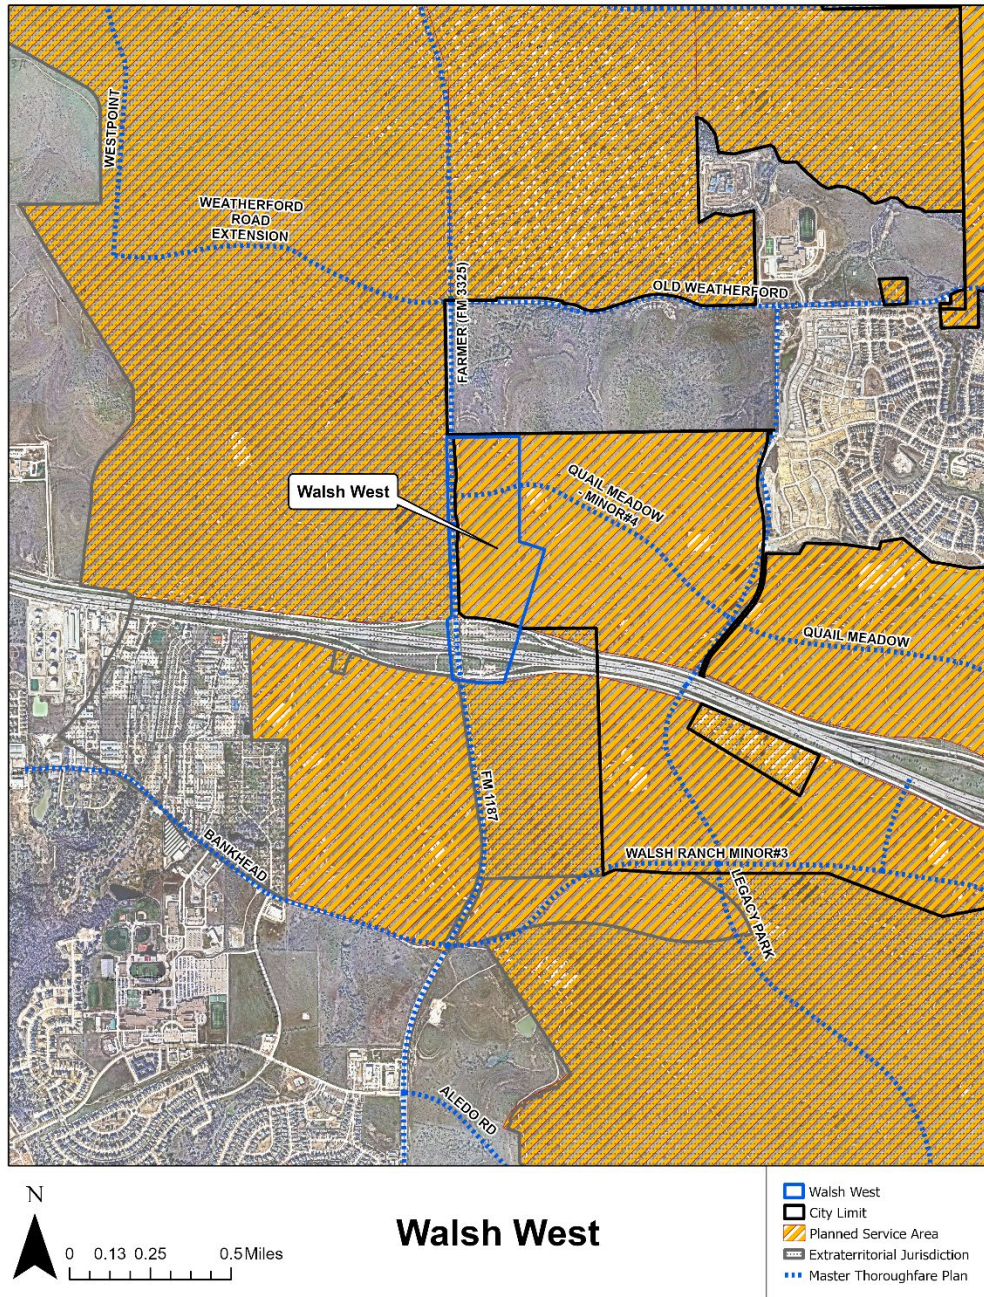 WESTPOINT
WEATHERFORD
ROAD
EXTENSION
FARMER (FM 3325)
OLD WEATHERFORD
Walsh West
QUAIL MEADOW
- MINOR#4
QUAIL MEADOW
FM 1187
BANKHEAD
WALSH RANCH MINOR#3
LEGACY PARK
ALEDO RD
N
0 0.13 0.25 0.5 Miles
Walsh West
Walsh West
City Limit
Planned Service Area
Extraterritorial Jurisdiction
Master Thoroughfare Plan